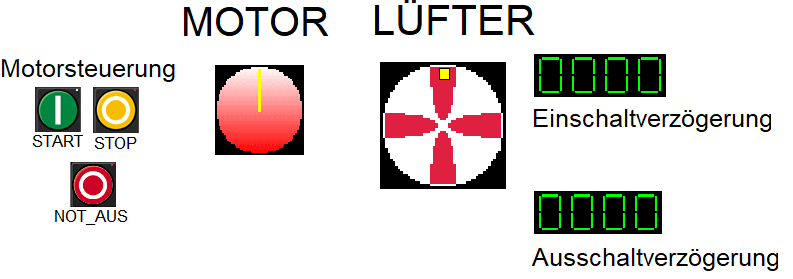 MOTOR
LÜFTER
Motorsteuerung
START
STOP
NOT_AUS
0000
Einschaltverzögerung
0000
Ausschaltverzögerung